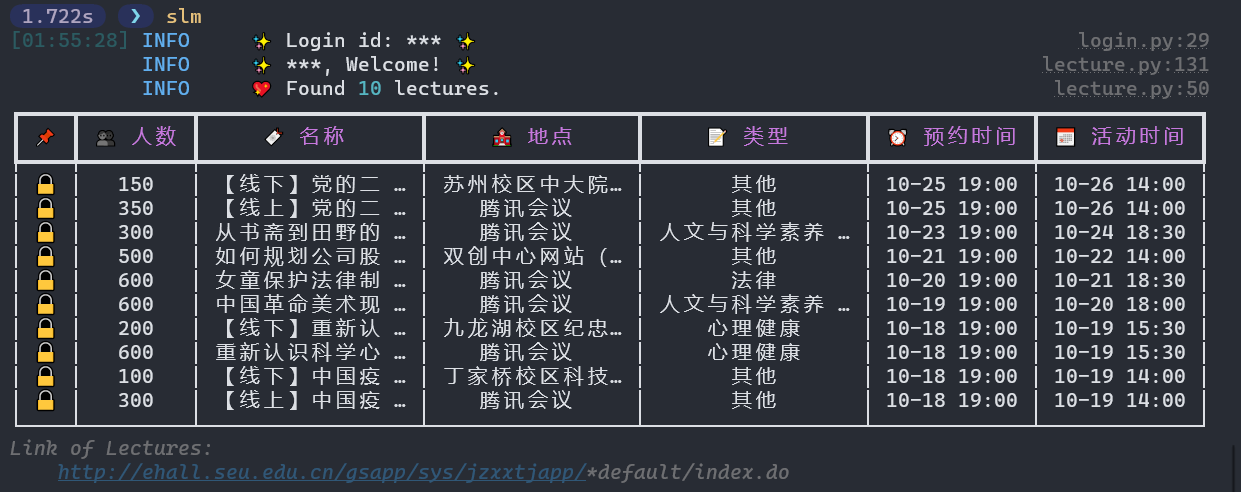 1.722s ❯ slm
[01:55:28] INFO ✨ Login id: *** ✨ login.py:29
INFO ✨ ***, Welcome! ✨ lecture.py:131
INFO 💖 Found 10 lectures. lecture.py:50
📌 👥 人数 🏷️ 名称 🏫 地点 📝 类型 ⏰ 预约时间 📅 活动时间
🔒 150 【线下】党的二 … 苏州校区中大院… 其他 10-25 19:00 10-26 14:00
🔒 350 【线上】党的二 … 腾讯会议 其他 10-25 19:00 10-26 14:00
🔒 300 从书斋到田野的 … 腾讯会议 人文与科学素养 … 10-23 19:00 10-24 18:30
🔒 500 如何规划公司股 … 双创中心网站（… 其他 10-21 19:00 10-22 14:00
🔒 600 女童保护法律制 … 腾讯会议 法律 10-20 19:00 10-21 18:30
🔒 600 中国革命美术现 … 腾讯会议 人文与科学素养 … 10-19 19:00 10-20 18:00
🔒 200 【线下】重新认 … 九龙湖校区纪忠… 心理健康 10-18 19:00 10-19 15:30
🔒 600 重新认识科学心 … 腾讯会议 心理健康 10-18 19:00 10-19 15:30
🔒 100 【线下】中国疫 … 丁家桥校区科技… 其他 10-18 19:00 10-19 14:00
🔒 300 【线上】中国疫 … 腾讯会议 其他 10-18 19:00 10-19 14:00
Link of Lectures:
http://ehall.seu.edu.cn/gsapp/sys/jzxxtjapp/*default/index.do